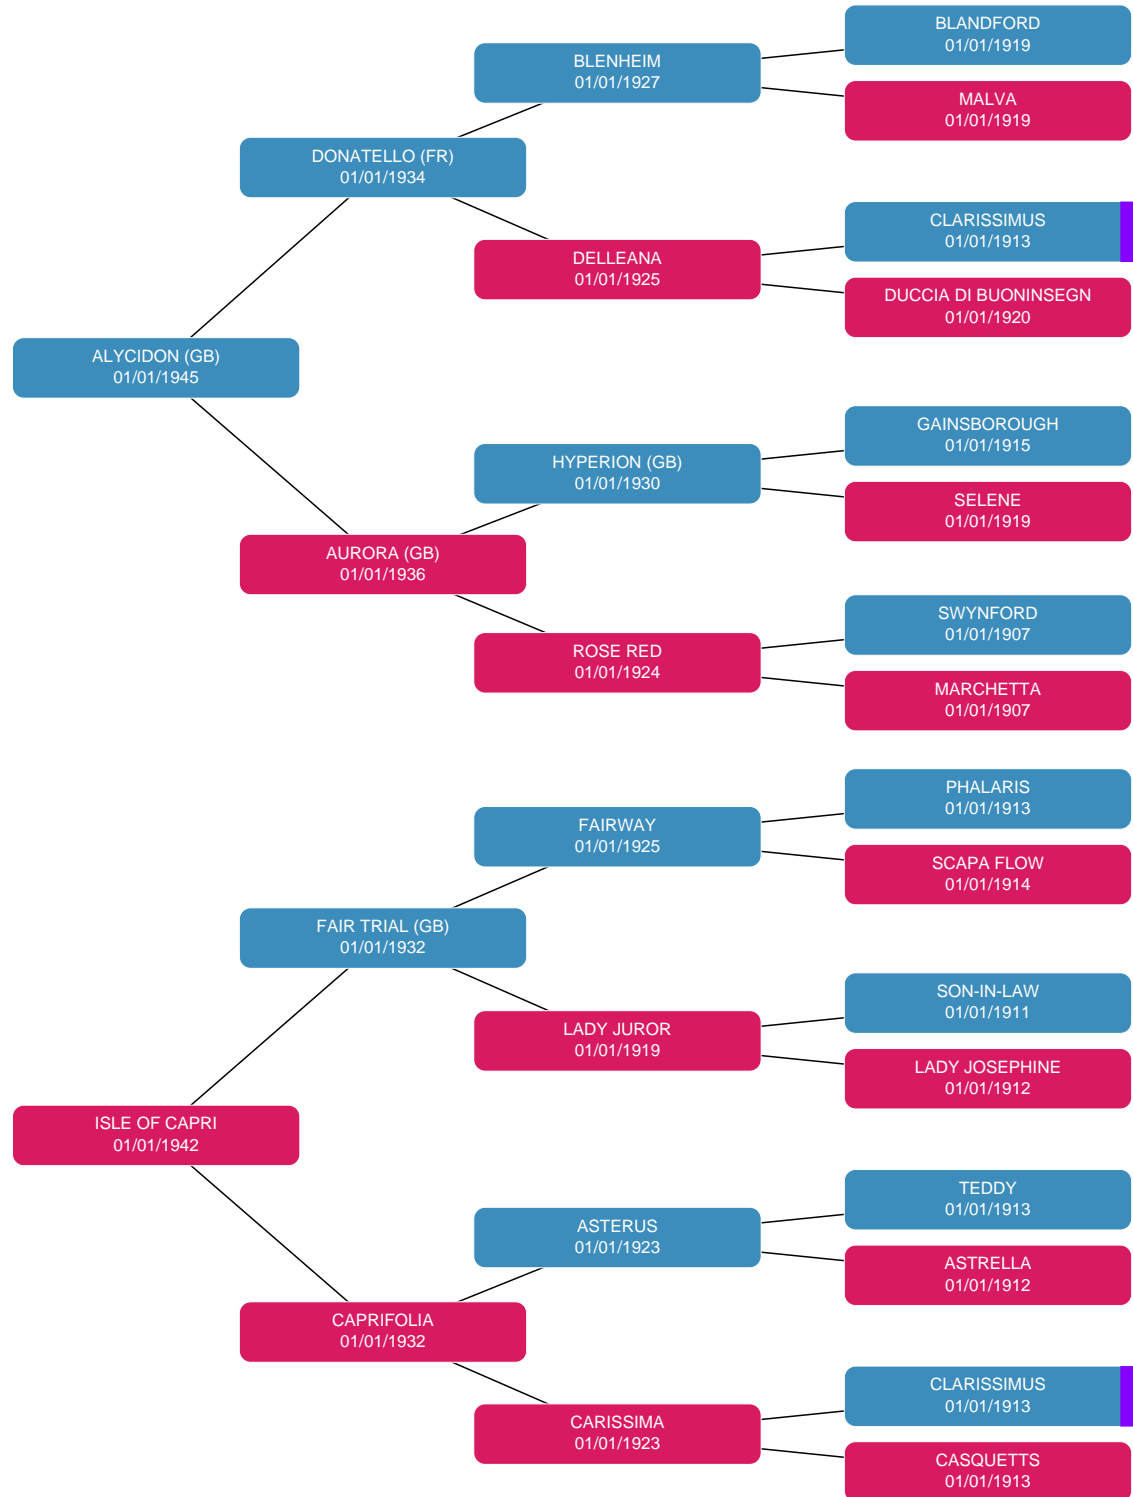 BLANDFORD
01/01/1919
BLENHEIM
01/01/1927
MALVA
01/01/1919
DONATELLO (FR)
01/01/1934
CLARISSIMUS
01/01/1913
DELLEANA
01/01/1925
DUCCIA DI BUONINSEGN
01/01/1920
ALYCIDON (GB)
01/01/1945
GAINSBOROUGH
01/01/1915
HYPERION (GB)
01/01/1930
SELENE
01/01/1919
AURORA (GB)
01/01/1936
SWYNFORD
01/01/1907
ROSE RED
01/01/1924
MARCHETTA
01/01/1907
PHALARIS
01/01/1913
FAIRWAY
01/01/1925
SCAPA FLOW
01/01/1914
FAIR TRIAL (GB)
01/01/1932
SON-IN-LAW
01/01/1911
LADY JUROR
01/01/1919
LADY JOSEPHINE
01/01/1912
ISLE OF CAPRI
01/01/1942
TEDDY
01/01/1913
ASTERUS
01/01/1923
ASTRELLA
01/01/1912
CAPRIFOLIA
01/01/1932
CLARISSIMUS
01/01/1913
CARISSIMA
01/01/1923
CASQUETTS
01/01/1913